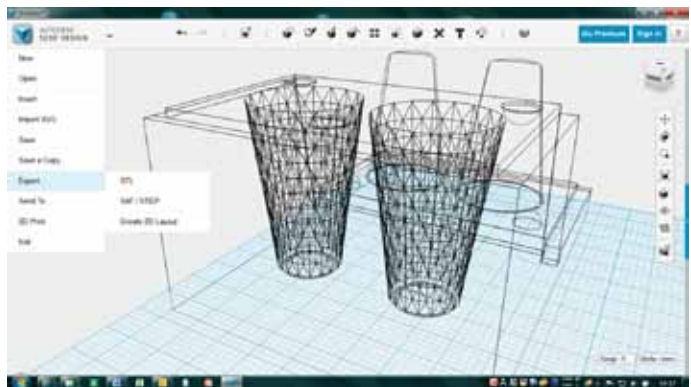 AUTODESK
123D DESIGN
Go Premium
Sign in
?
New
Open
Insert
Import SVG
Save
Save a Copy
Export
STL
Send To
SAT / STEP
3D Print
Create 2D Layout
Exit